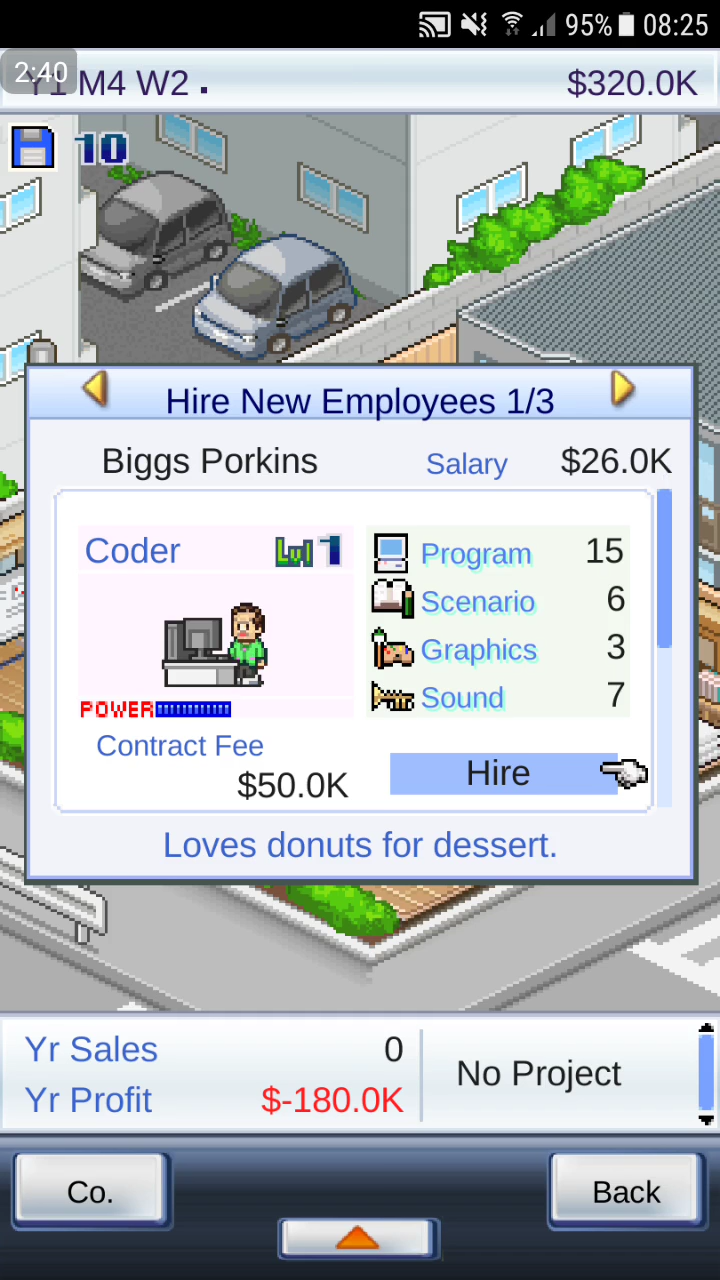 95% 08:25
2:40
Y1 M4 W2 . $320.0K
10
Hire New Employees 1/3
Biggs Porkins Salary $26.0K
Coder Lvl 1
Program 15
Scenario 6
Graphics 3
Sound 7
POWER
Contract Fee
$50.0K
Hire
Loves donuts for dessert.
Yr Sales 0
Yr Profit $-180.0K
No Project
Co. Back